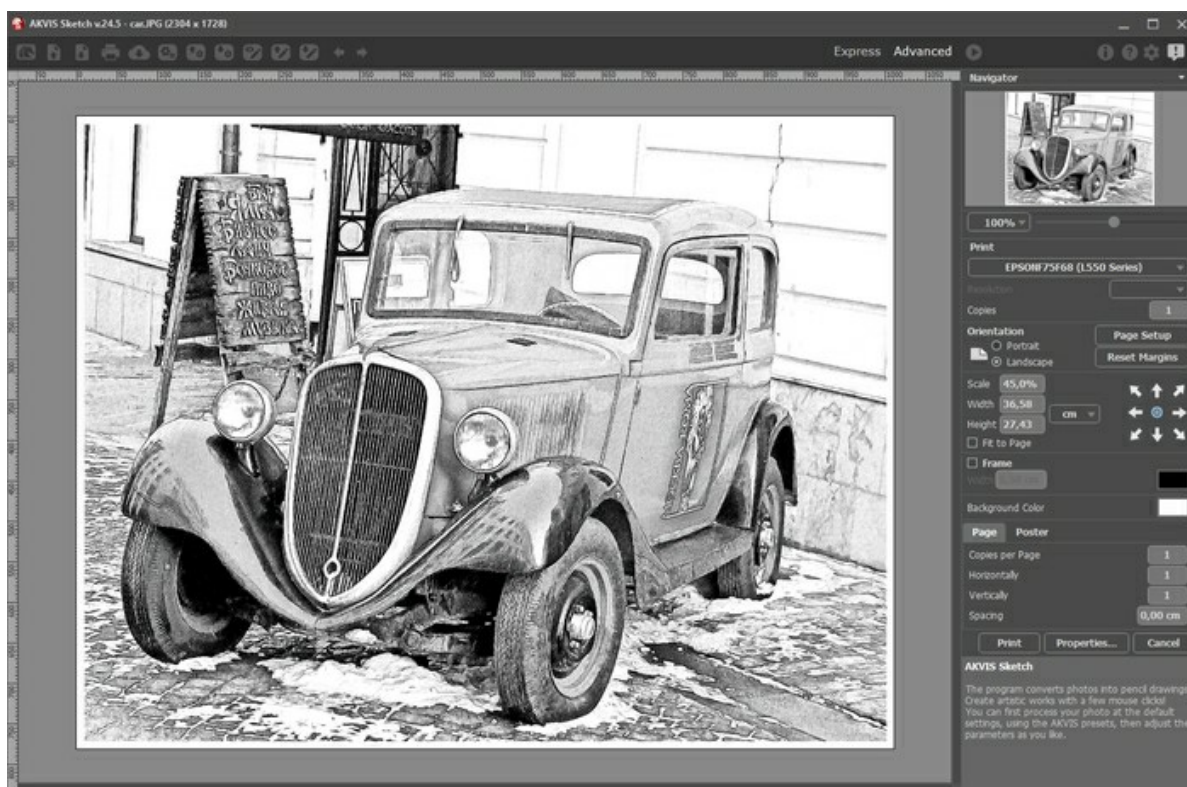 AKVIS Sketch v.24.5 - car.JPG (2304 x 1728)
Express Advanced
Navigator
100%
Print
EPSONF75F68 (L550 Series)
Resolution
Copies 1
Orientation
Portrait
Landscape
Page Setup
Reset Margins
Scale 45,0%
Width 36,58
cm
Height 27,43
Fit to Page
Frame
Width
Background Color
Page Poster
Copies per Page 1
Horizontally 1
Vertically 1
Spacing 0,00 cm
Print Properties... Cancel
AKVIS Sketch
The program converts photos into pencil drawings
Create artistic works with a few mouse clicks!
You can first process your photo at the default
settings, using the AKVIS presets, then adjust the
parameters as you like.